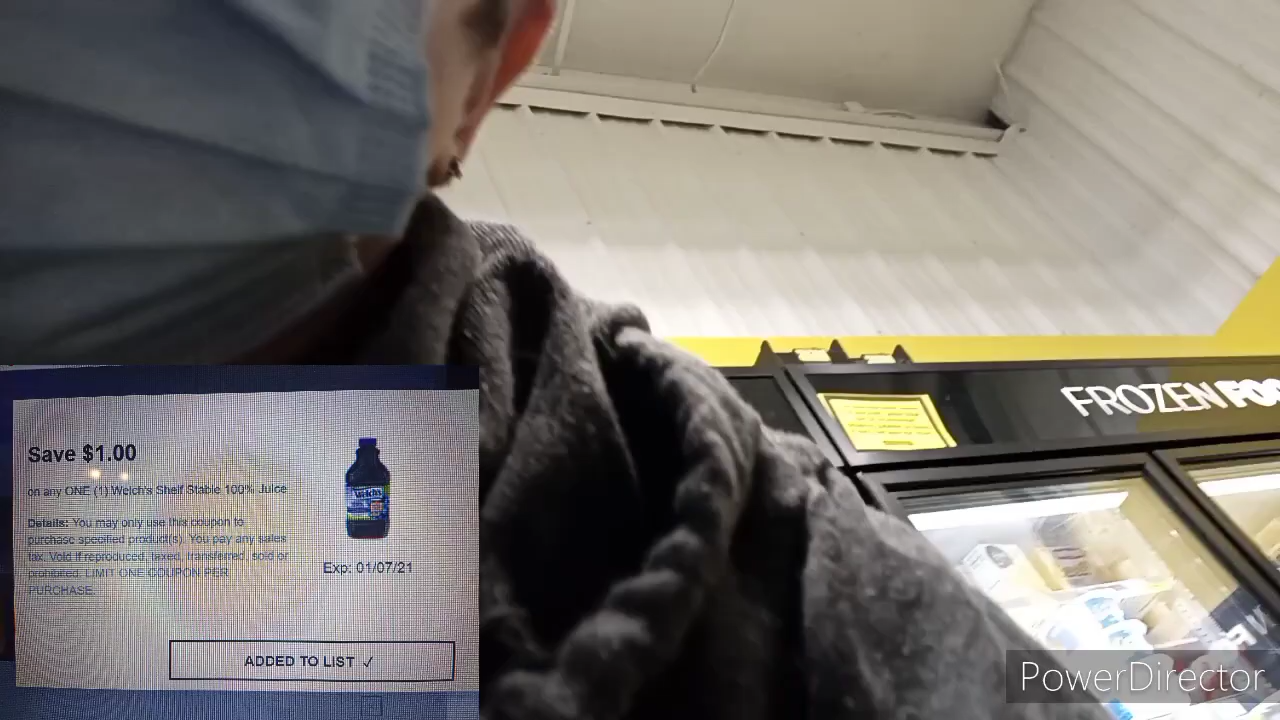 FROZEN FOO
Save $1.00
on any ONE (1) Welch's Shelf Stable 100% Juice
Details: You may only use this coupon to
purchase specified product(s). You pay any sales
tax. Void if reproduced, taxed, transferred, sold or
prohibited. LIMIT ONE COUPON PER
PURCHASE.
Exp: 01/07/21
ADDED TO LIST ✓
PowerDirector